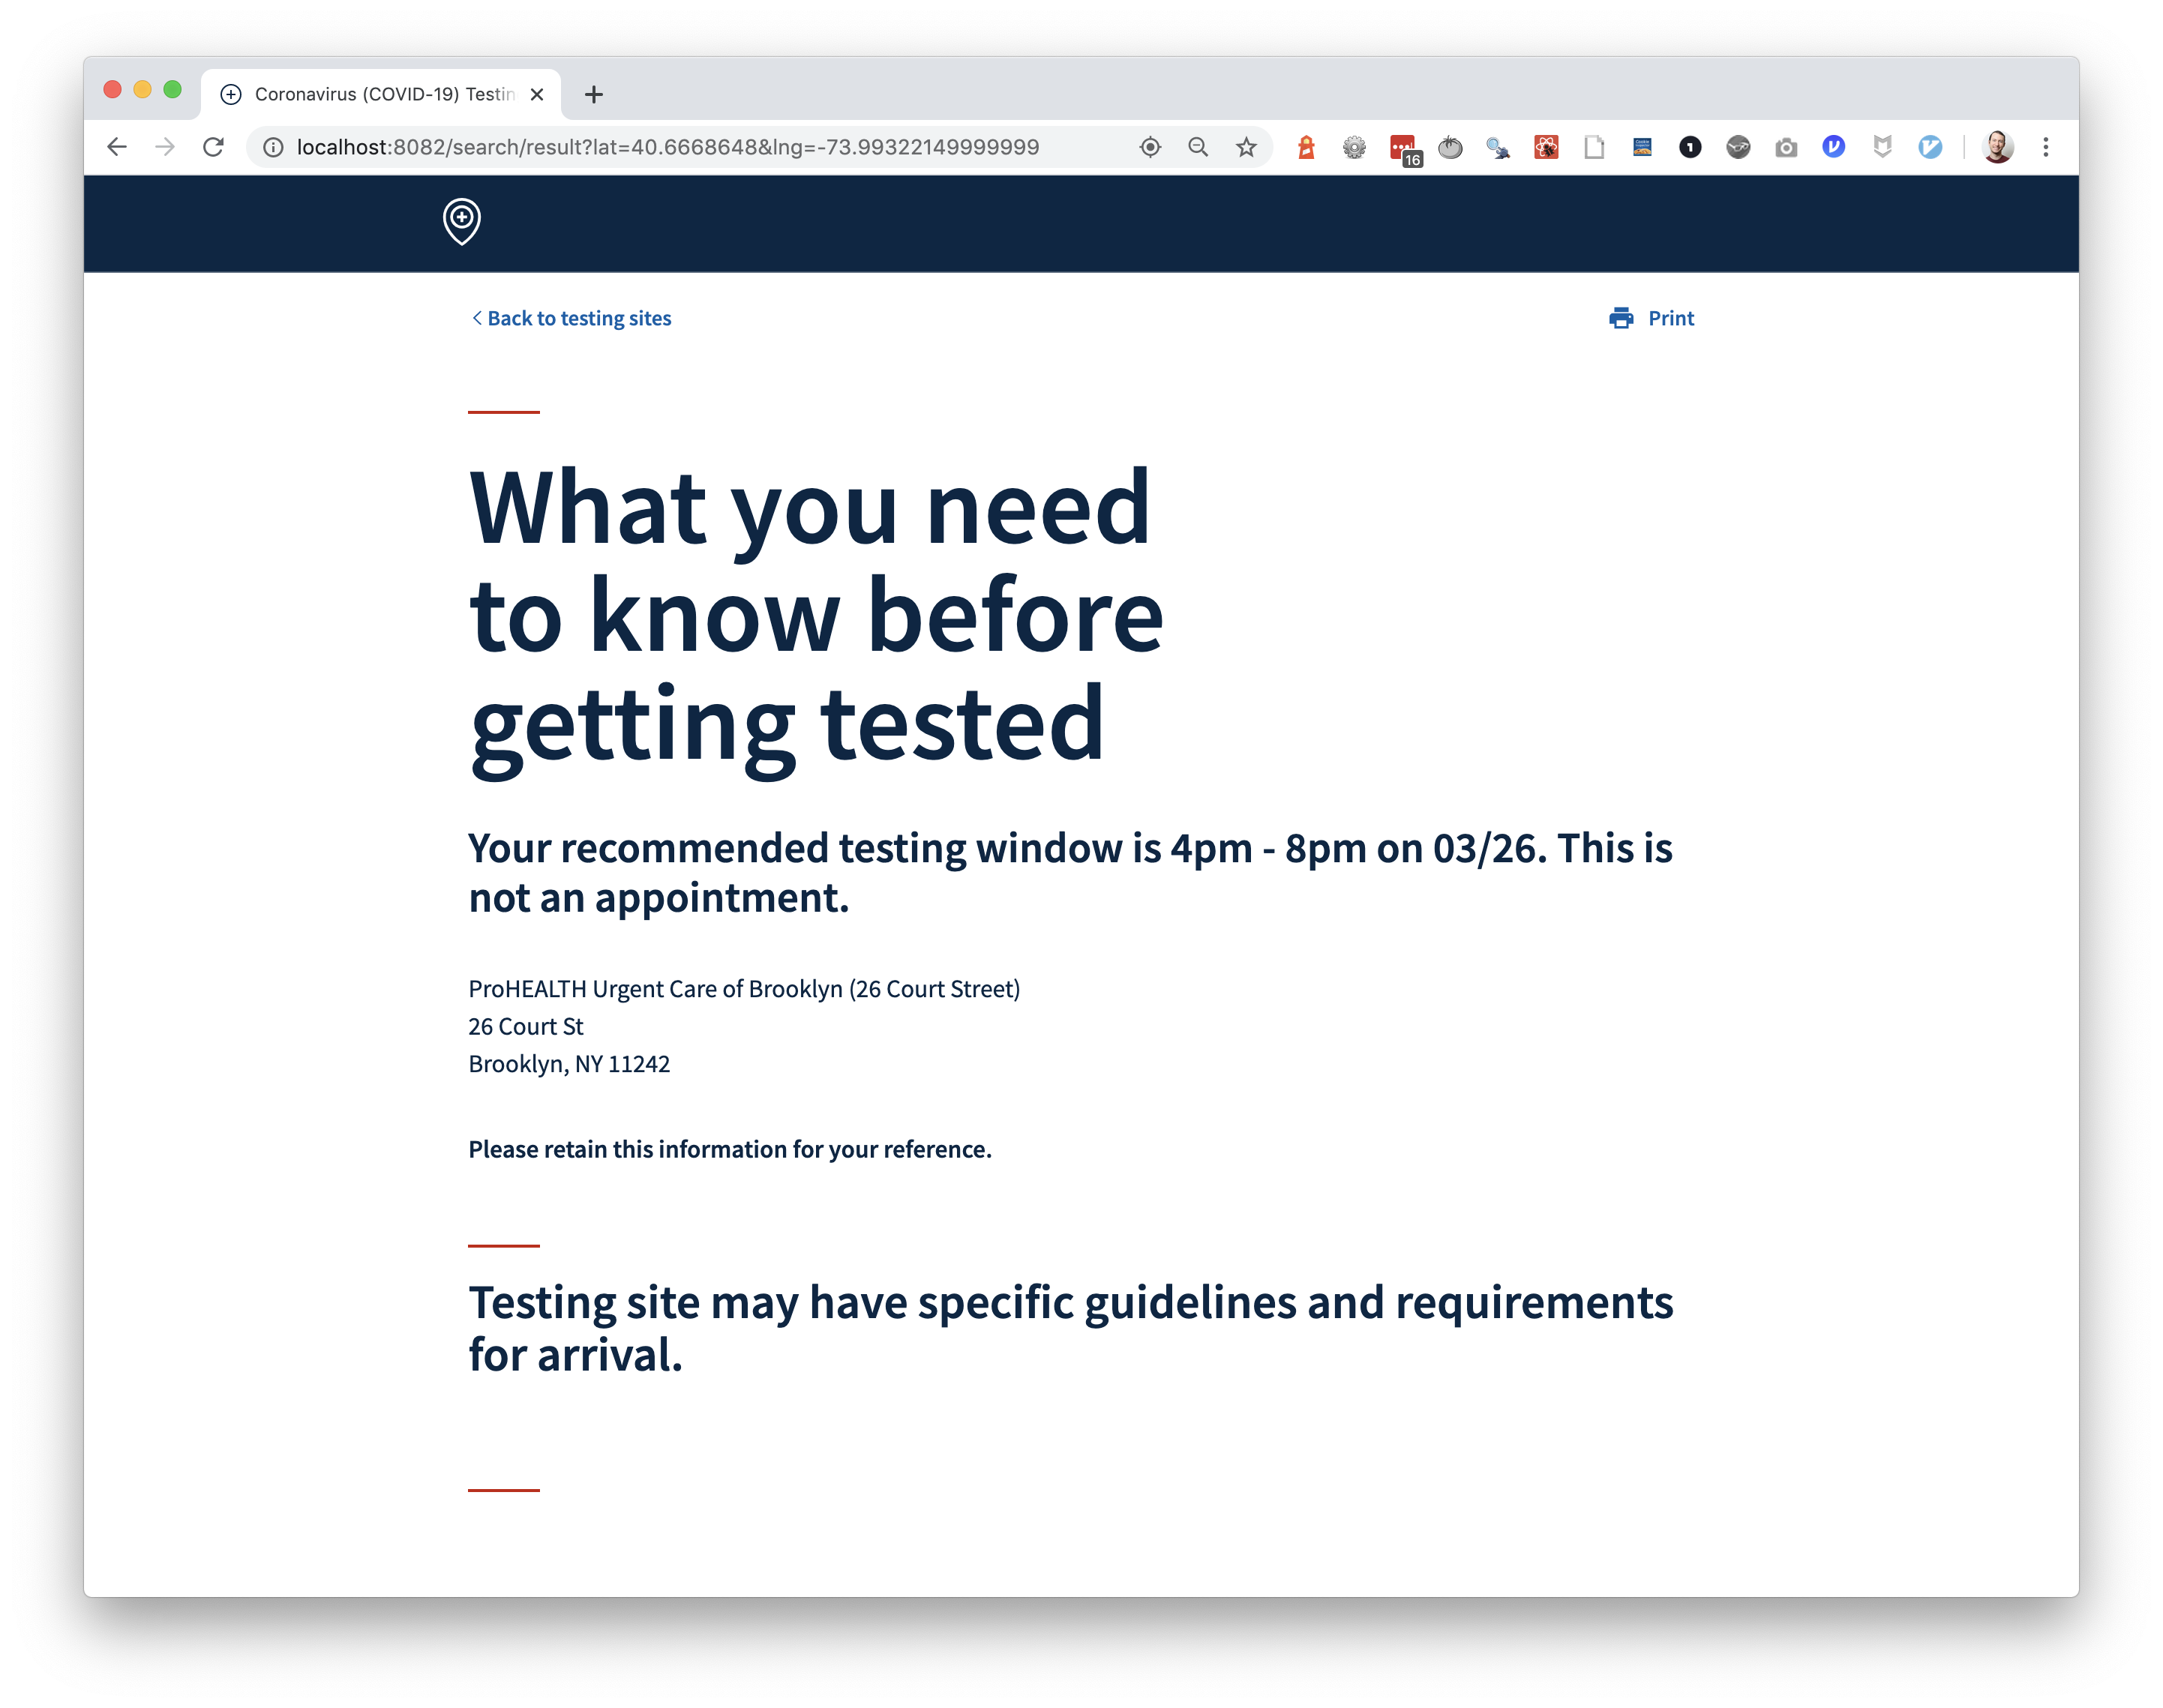 Coronavirus (COVID-19) Testin
localhost:8082/search/result?lat=40.6668648&lng=-73.99322149999999
16
1
Back to testing sites
Print
What you need
to know before
getting tested
Your recommended testing window is 4pm - 8pm on 03/26. This is
not an appointment.
ProHEALTH Urgent Care of Brooklyn (26 Court Street)
26 Court St
Brooklyn, NY 11242
Please retain this information for your reference.
Testing site may have specific guidelines and requirements
for arrival.